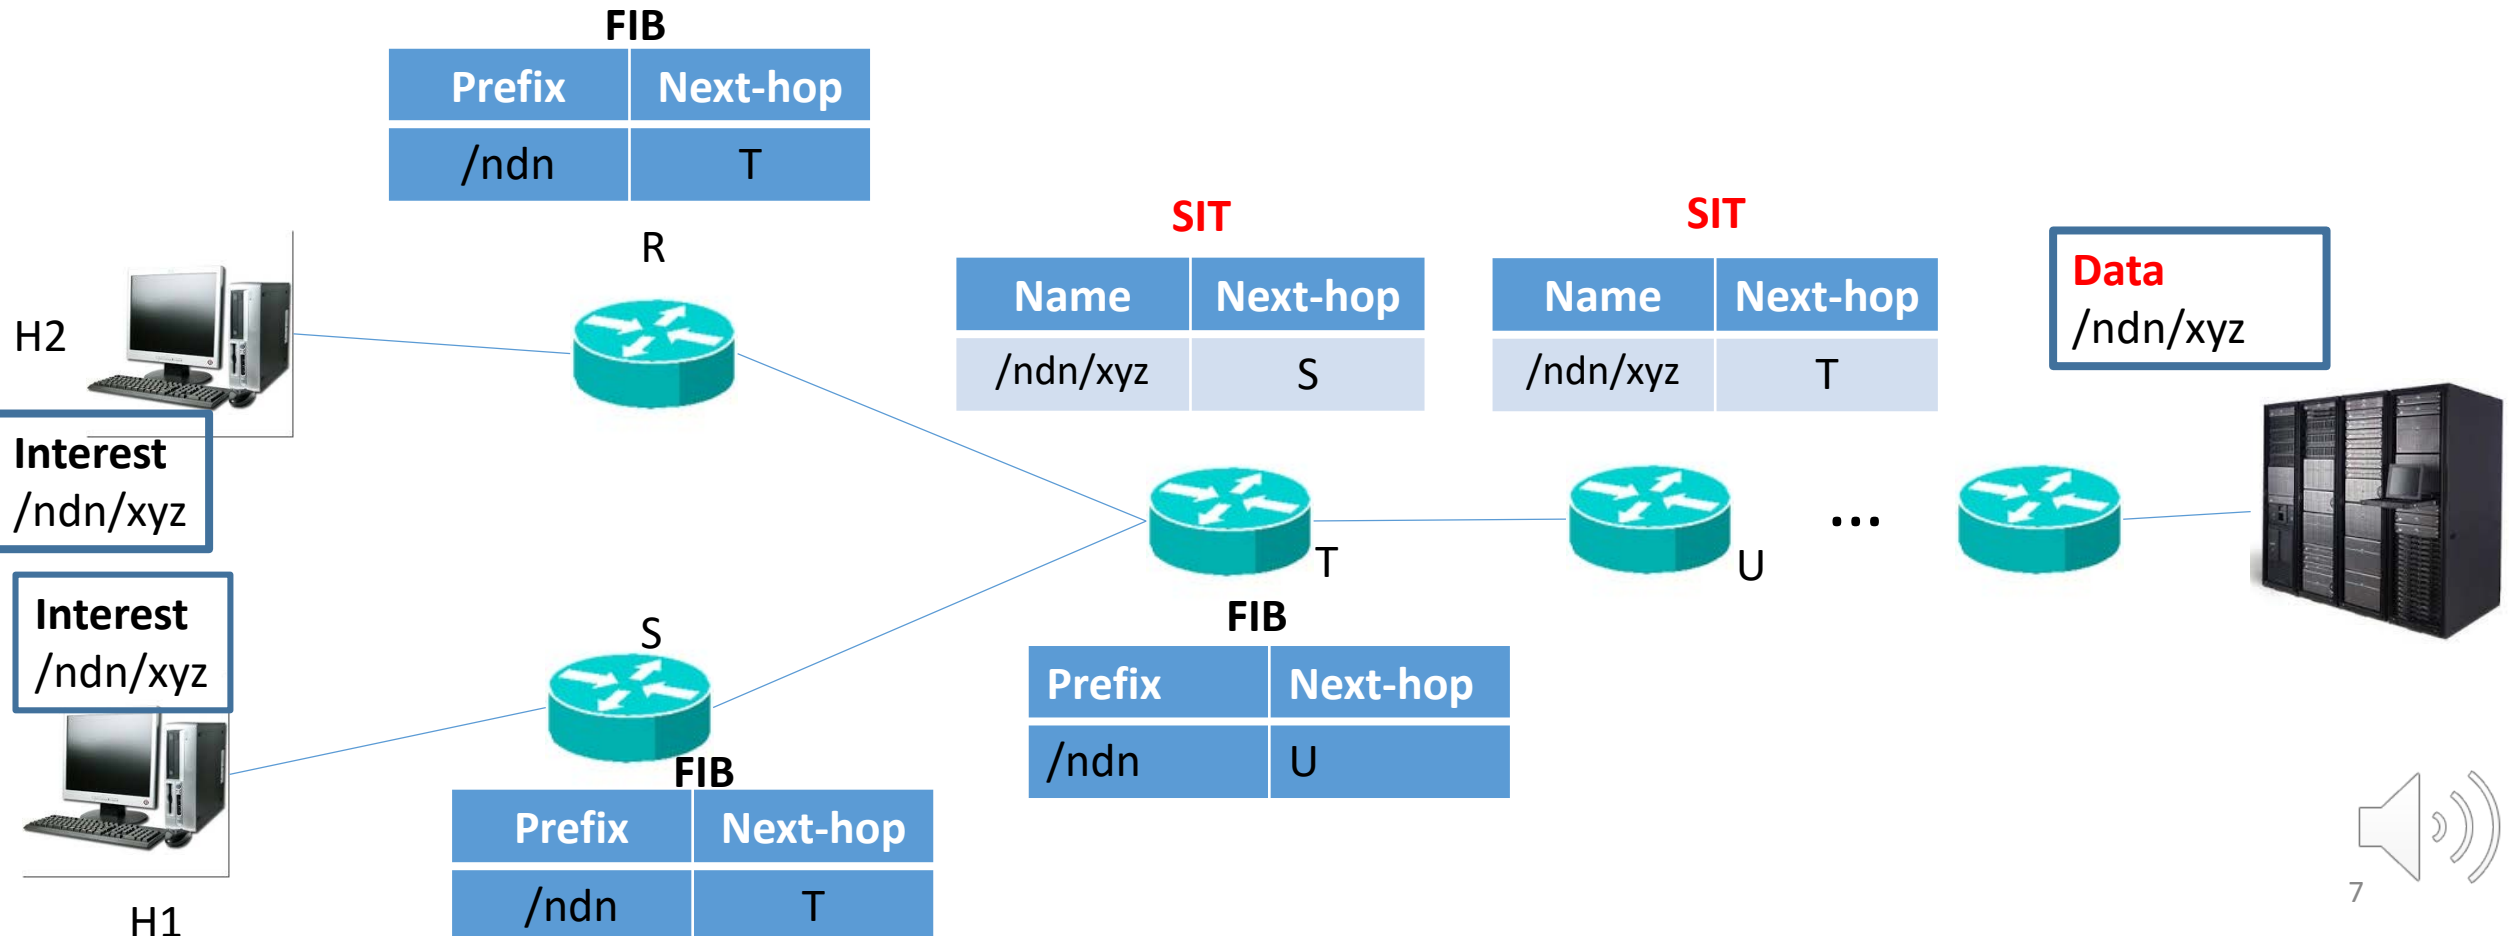 FIB
Prefix Next-hop
/ndn T
R
H2
Interest
/ndn/xyz
Interest
/ndn/xyz
H1
S
FIB
Prefix Next-hop
/ndn T
SIT
Name Next-hop
/ndn/xyz S
T
FIB
Prefix Next-hop
/ndn U
SIT
Name Next-hop
/ndn/xyz T
U
...
Data
/ndn/xyz
7